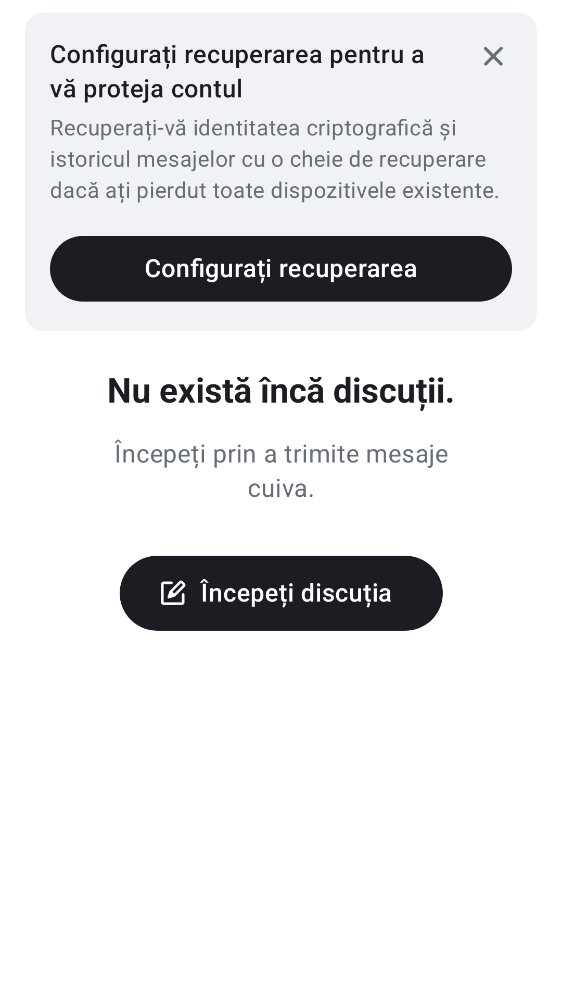 Configurați recuperarea pentru a
vă proteja contul
Recuperați-vă identitatea criptografică și
istoricul mesajelor cu o cheie de recuperare
dacă ați pierdut toate dispozitivele existente.
Configurați recuperarea
Nu există încă discuții.
Începeți prin a trimite mesaje
cuiva.
Începeți discuția